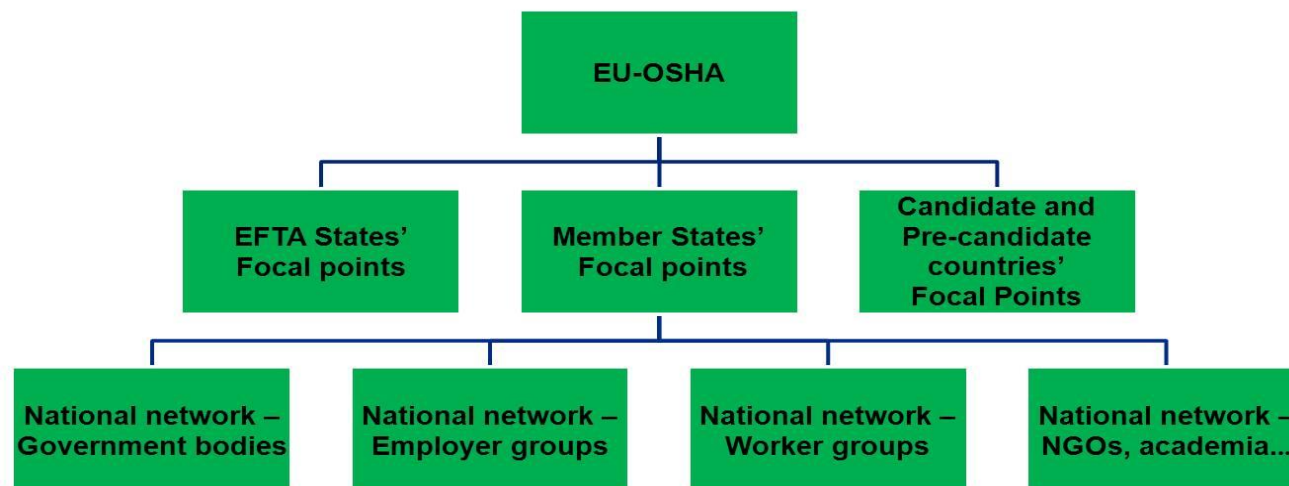 EU-OSHA
EFTA States’
Focal points
Member States’
Focal points
Candidate and
Pre-candidate
countries’
Focal Points
National network –
Government bodies
National network –
Employer groups
National network –
Worker groups
National network –
NGOs, academia...